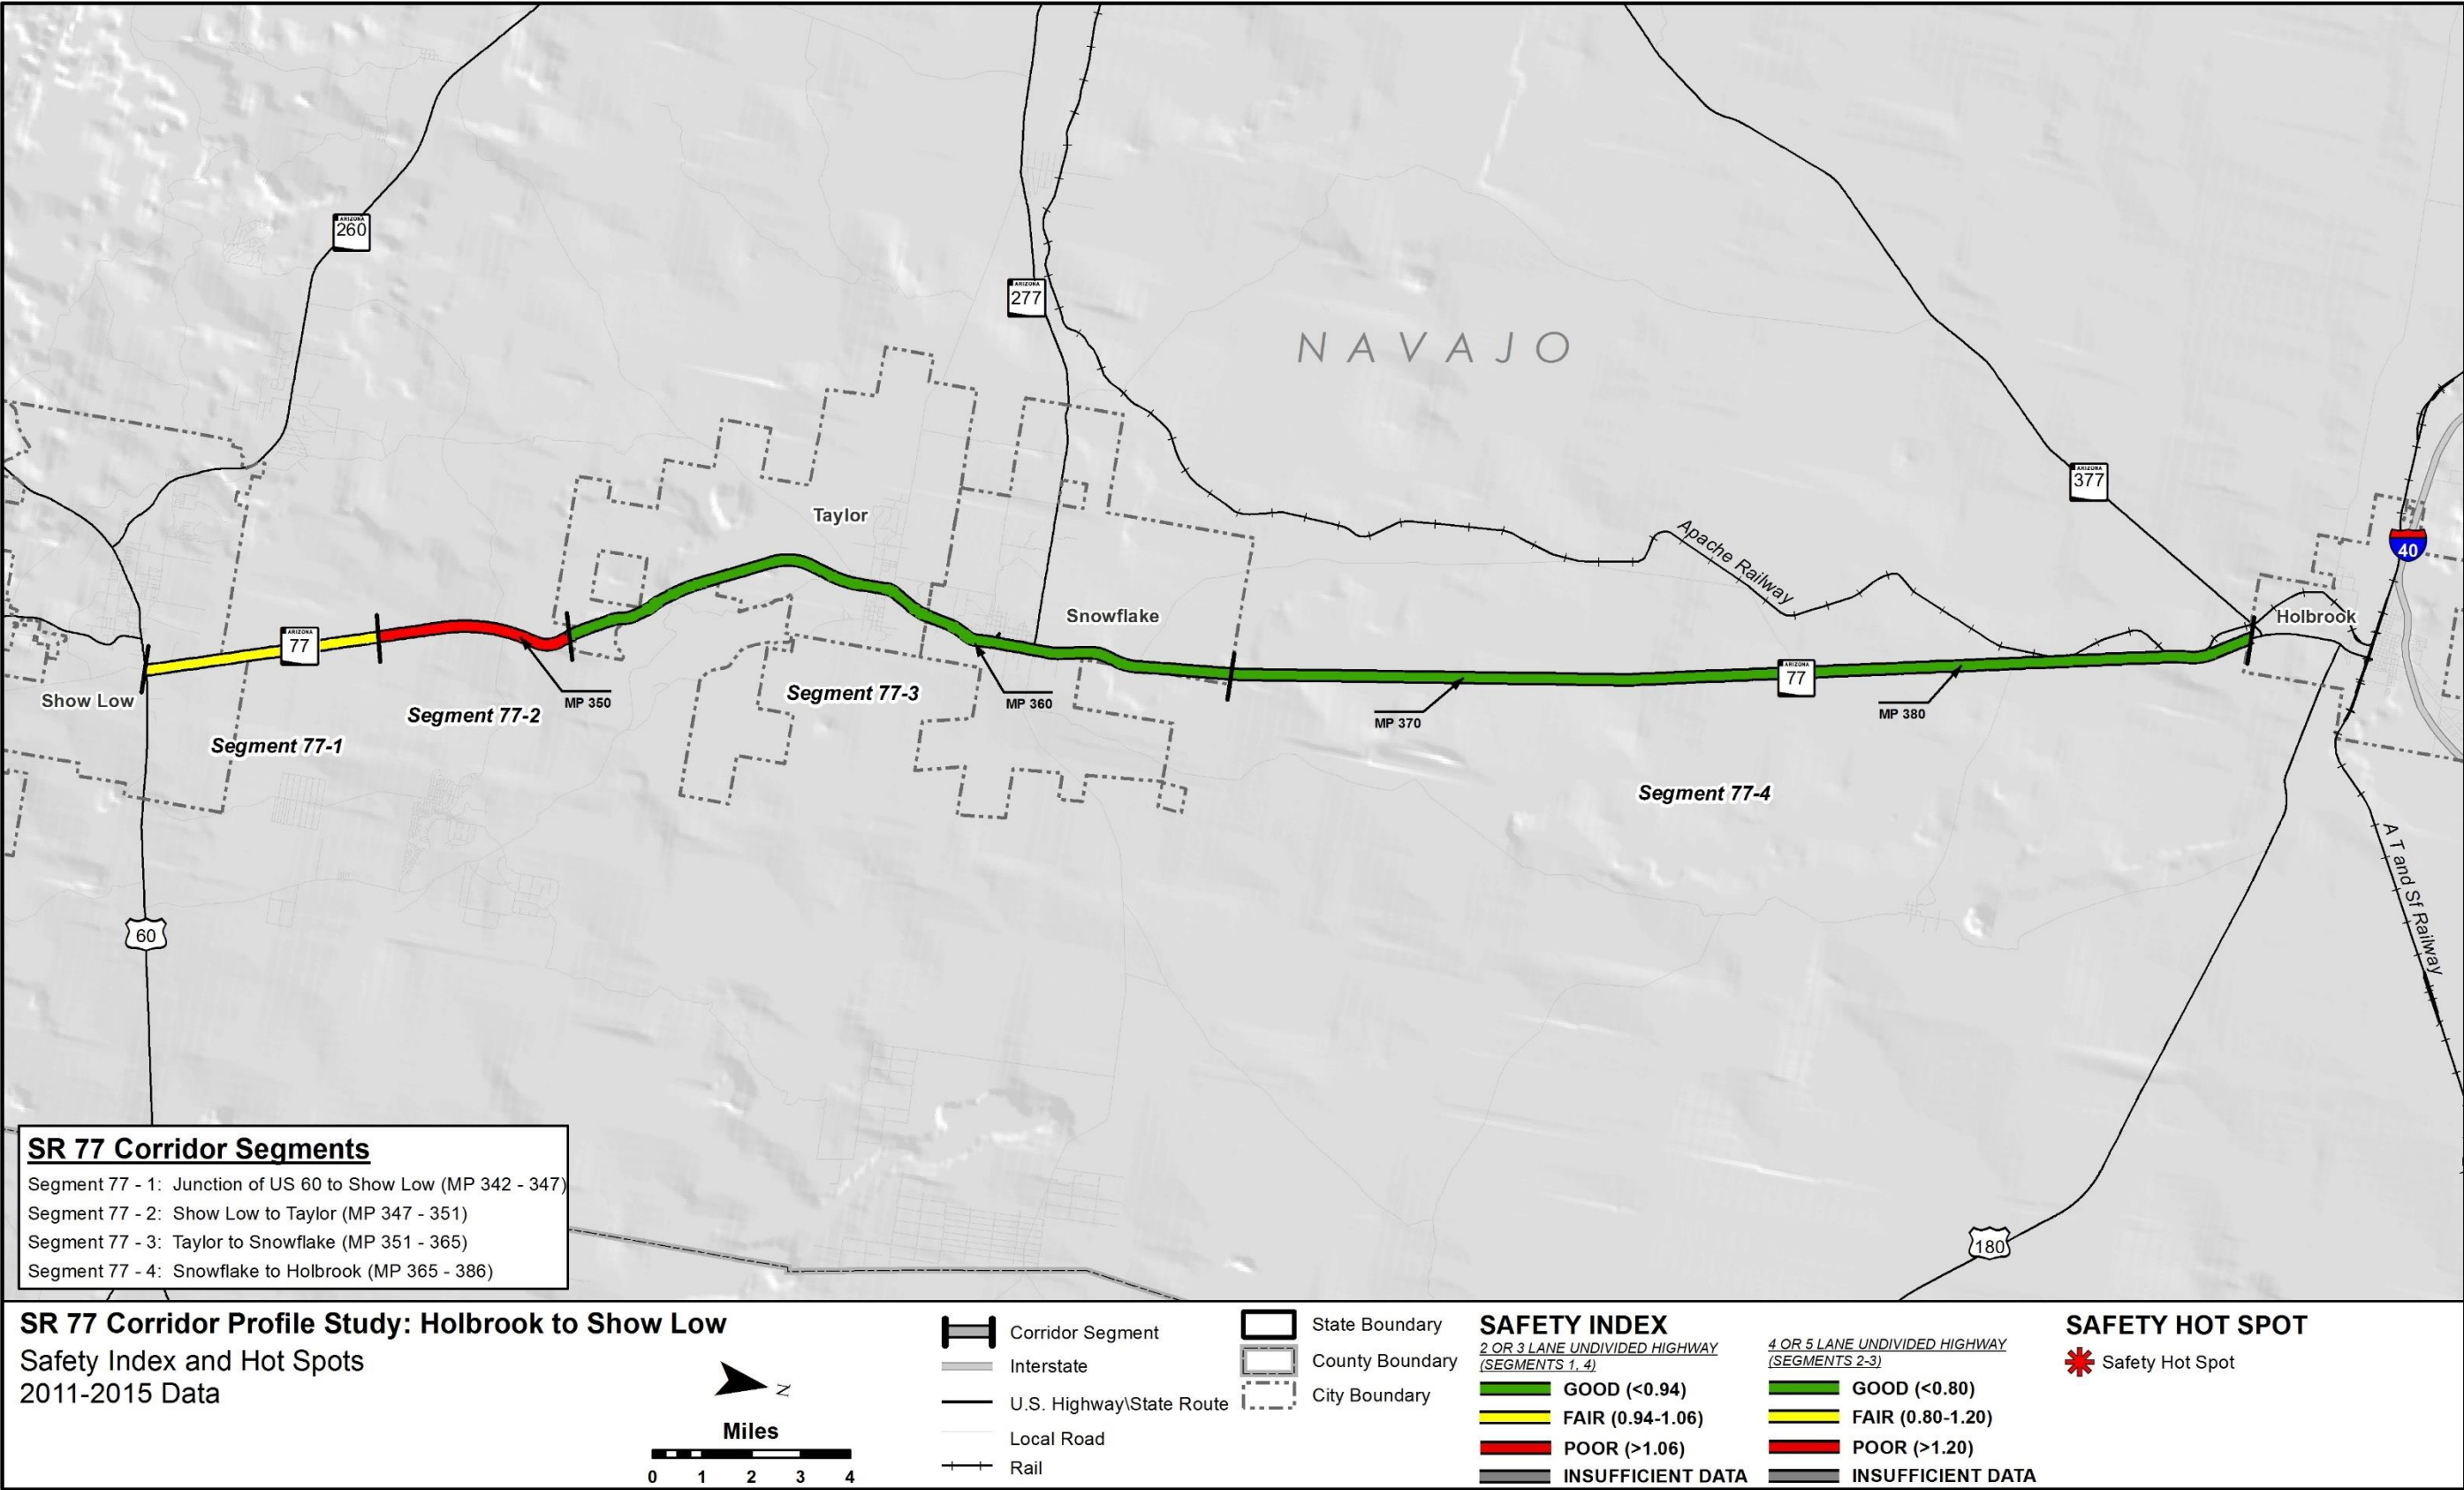 ARIZONA
260
ARIZONA
277
NAVAJO
ARIZONA
377
40
Taylor
Apache Railway
Snowflake
Holbrook
ARIZONA
77
Show Low
Segment 77-1
Segment 77-2
MP 350
Segment 77-3
MP 360
MP 370
ARIZONA
77
MP 380
Segment 77-4
A T and Sf Railway
60
180
SR 77 Corridor Segments
Segment 77 - 1: Junction of US 60 to Show Low (MP 342 - 347)
Segment 77 - 2: Show Low to Taylor (MP 347 - 351)
Segment 77 - 3: Taylor to Snowflake (MP 351 - 365)
Segment 77 - 4: Snowflake to Holbrook (MP 365 - 386)
SR 77 Corridor Profile Study: Holbrook to Show Low
Safety Index and Hot Spots
2011-2015 Data
N
Miles
0 1 2 3 4
Corridor Segment
Interstate
U.S. Highway\State Route
Local Road
Rail
State Boundary
County Boundary
City Boundary
SAFETY INDEX
2 OR 3 LANE UNDIVIDED HIGHWAY
(SEGMENTS 1, 4)
GOOD (<0.94)
FAIR (0.94-1.06)
POOR (>1.06)
INSUFFICIENT DATA
4 OR 5 LANE UNDIVIDED HIGHWAY
(SEGMENTS 2-3)
GOOD (<0.80)
FAIR (0.80-1.20)
POOR (>1.20)
INSUFFICIENT DATA
SAFETY HOT SPOT
Safety Hot Spot